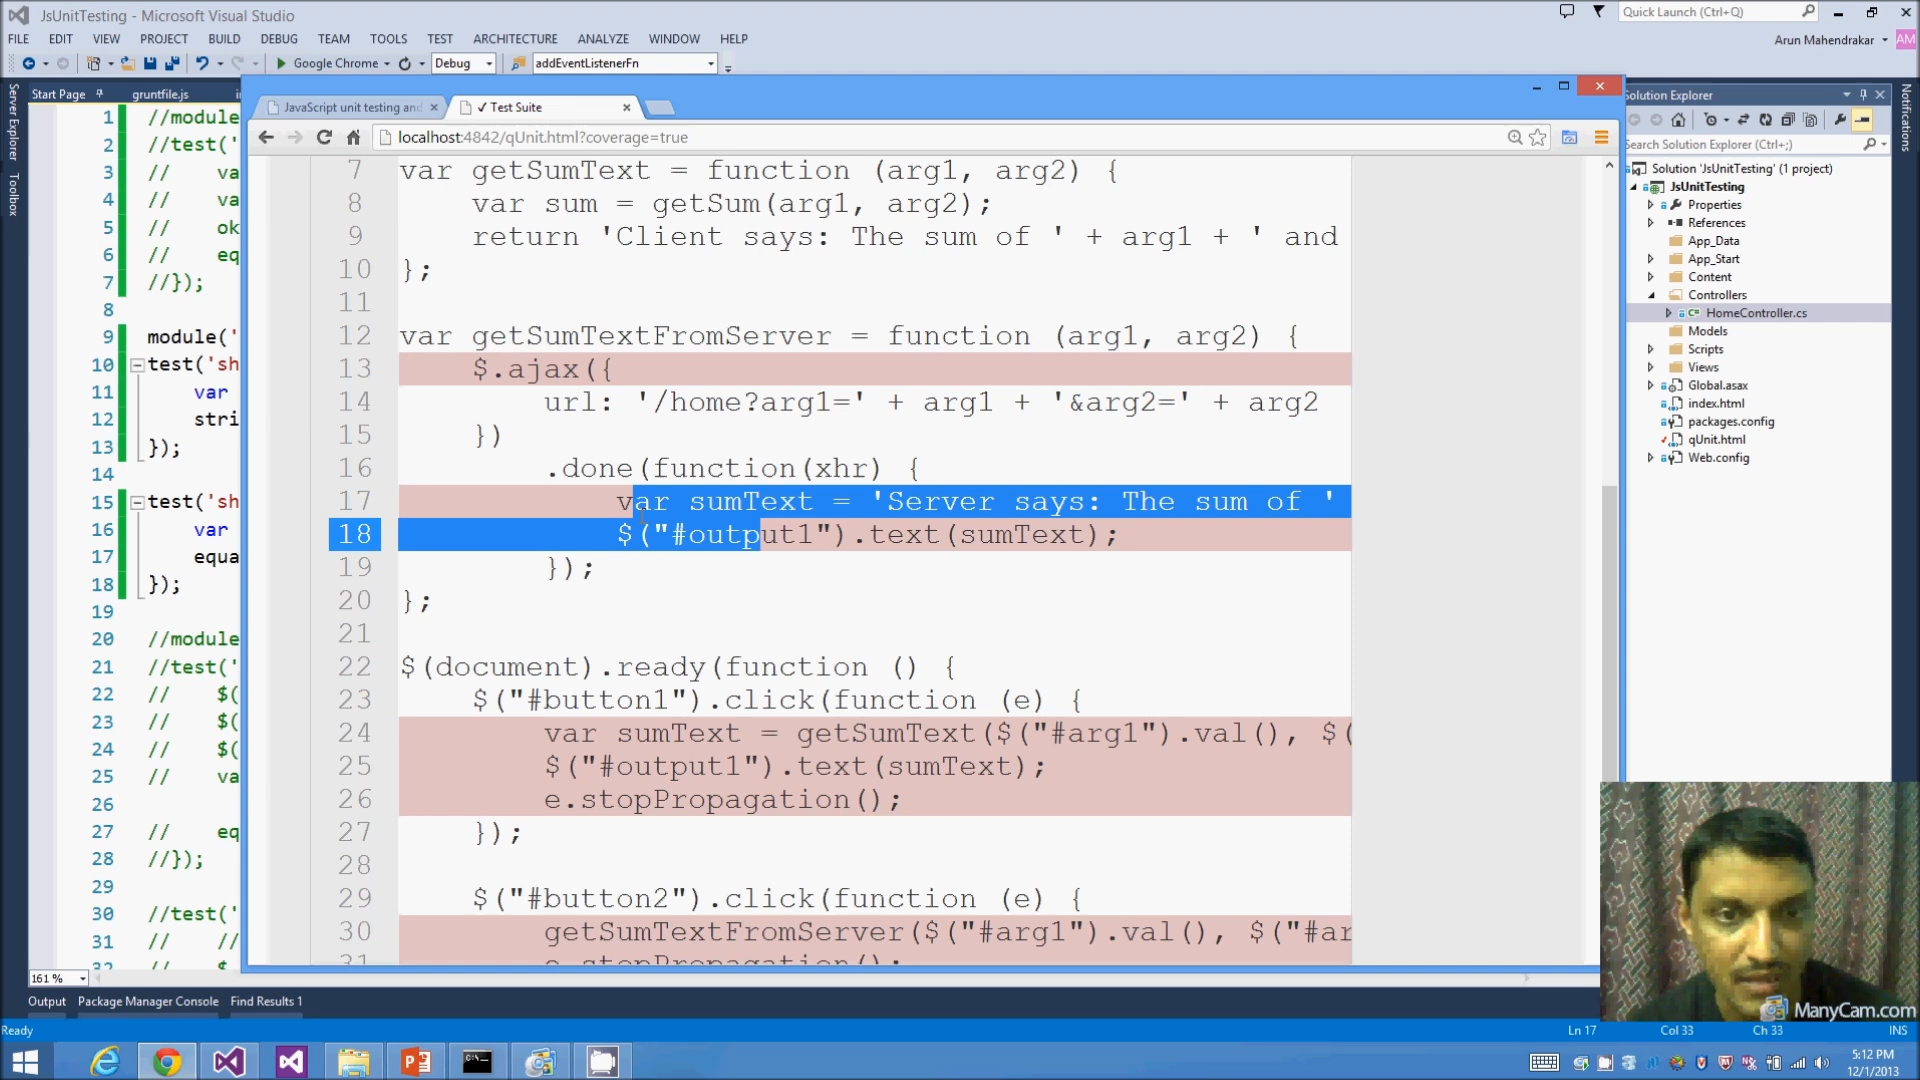 JsUnitTesting - Microsoft Visual Studio
Quick Launch (Ctrl+Q)
FILE EDIT VIEW PROJECT BUILD DEBUG TEAM TOOLS TEST ARCHITECTURE ANALYZE WINDOW HELP
Arun Mahendrakar AM
Google Chrome Debug addEventListenerFn
Server Explorer
Toolbox
Notifications
Start Page gruntfile.js
JavaScript unit testing and
✓ Test Suite
localhost:4842/qUnit.html?coverage=true
1 //module
2 //test('
3 // va
4 // va
5 // ok
6 // eq
7 //});
8
9 module('
10 test('sh
11 var
12 stri
13 });
14
15 test('sh
16 var
17 equa
18 });
19
20 //module
21 //test('
22 // $(
23 // $(
24 // $(
25 // va
26
27 // eq
28 //});
29
30 //test('
31 // //
32 // $
7 var getSumText = function (arg1, arg2) {
8 var sum = getSum(arg1, arg2);
9 return 'Client says: The sum of ' + arg1 + ' and
10 };
11
12 var getSumTextFromServer = function (arg1, arg2) {
13 $.ajax({
14 url: '/home?arg1=' + arg1 + '&arg2=' + arg2
15 })
16 .done(function(xhr) {
17 var sumText = 'Server says: The sum of '
18 $("#output1").text(sumText);
19 });
20 };
21
22 $(document).ready(function () {
23 $("#button1").click(function (e) {
24 var sumText = getSumText($("#arg1").val(), $(
25 $("#output1").text(sumText);
26 e.stopPropagation();
27 });
28
29 $("#button2").click(function (e) {
30 getSumTextFromServer($("#arg1").val(), $("#ar
31 e.stopPropagation();
Solution Explorer
Search Solution Explorer (Ctrl+;)
Solution 'JsUnitTesting' (1 project)
JsUnitTesting
Properties
References
App_Data
App_Start
Content
Controllers
HomeController.cs
Models
Scripts
Views
Global.asax
index.html
packages.config
qUnit.html
Web.config
ManyCam.com
161 %
Output Package Manager Console Find Results 1
Ready
Ln 17 Col 33 Ch 33 INS
5:12 PM
12/1/2013